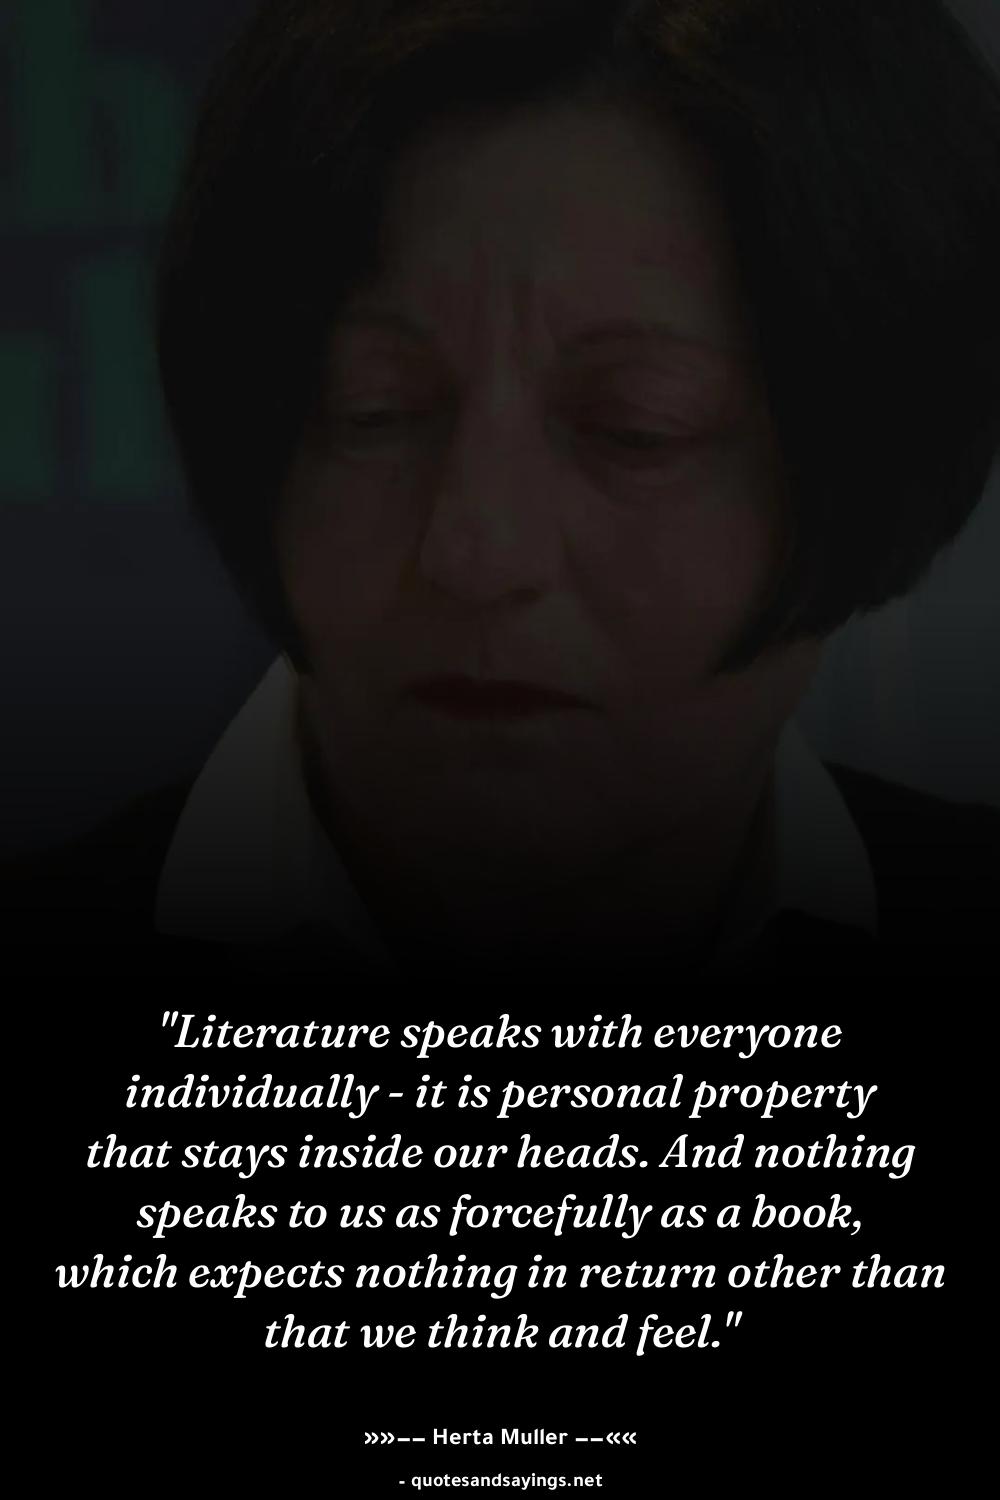 "Literature speaks with everyone
individually - it is personal property
that stays inside our heads. And nothing
speaks to us as forcefully as a book,
which expects nothing in return other than
that we think and feel."
»»−− Herta Muller −−««
- quotesandsayings.net